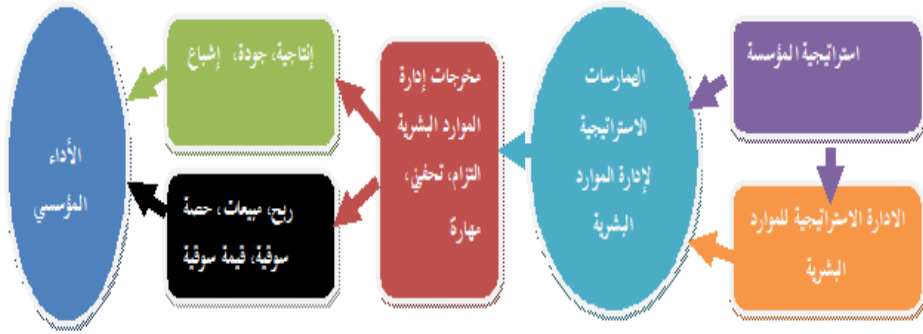 استراتيجية المؤسسة
الادارة الاستراتيجية للموارد
البشرية
الممارسات
الاستراتيجية
لإدارة الموارد
البشرية
مخرجات إدارة
الموارد البشرية
التزام، تحفيز،
مهارة
إنتاجية، جودة، إشباع
ربح، مبيعات، حصة
سوقية، قيمة سوقية
الأداء
المؤسسي